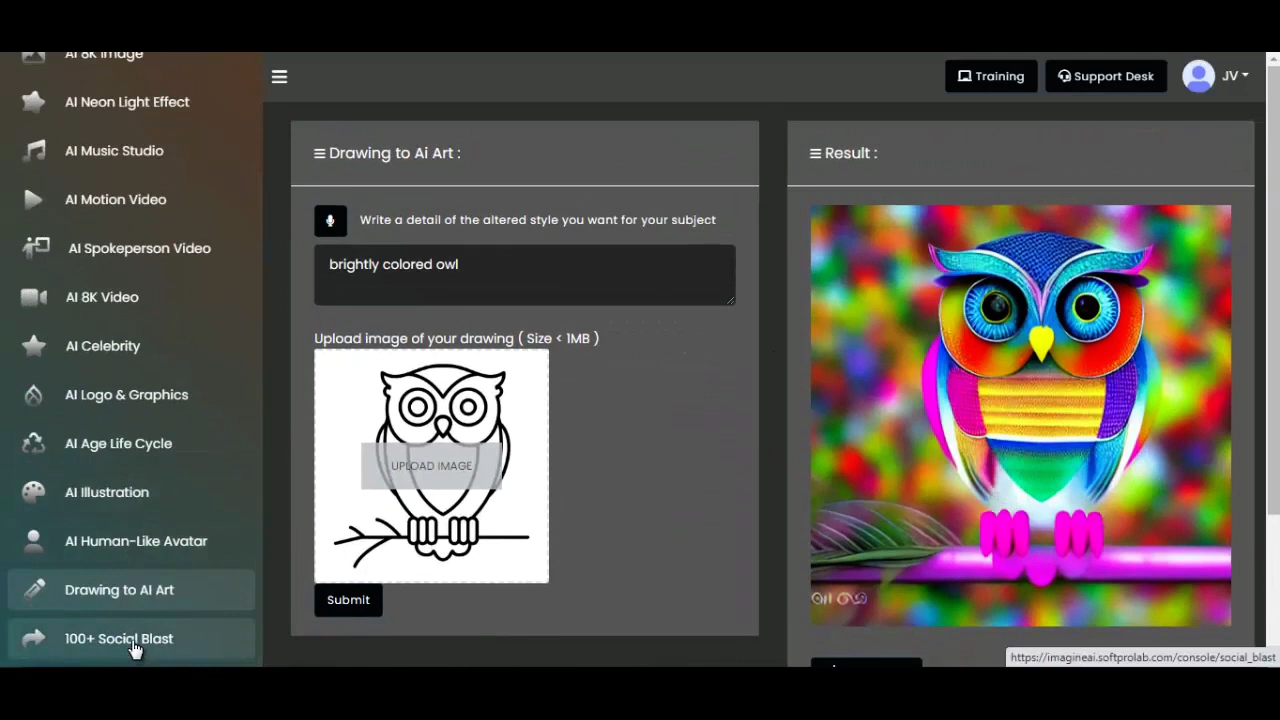 AI 8K Image
AI Neon Light Effect
AI Music Studio
AI Motion Video
AI Spokeperson Video
AI 8K Video
AI Celebrity
AI Logo & Graphics
AI Age Life Cycle
AI Illustration
AI Human-Like Avatar
Drawing to AI Art
100+ Social Blast
Training
Support Desk
JV
Drawing to Ai Art :
Write a detail of the altered style you want for your subject
brightly colored owl
Upload image of your drawing ( Size < 1MB )
UPLOAD IMAGE
Submit
Result :
https://imagineai.softprolab.com/console/social_blast